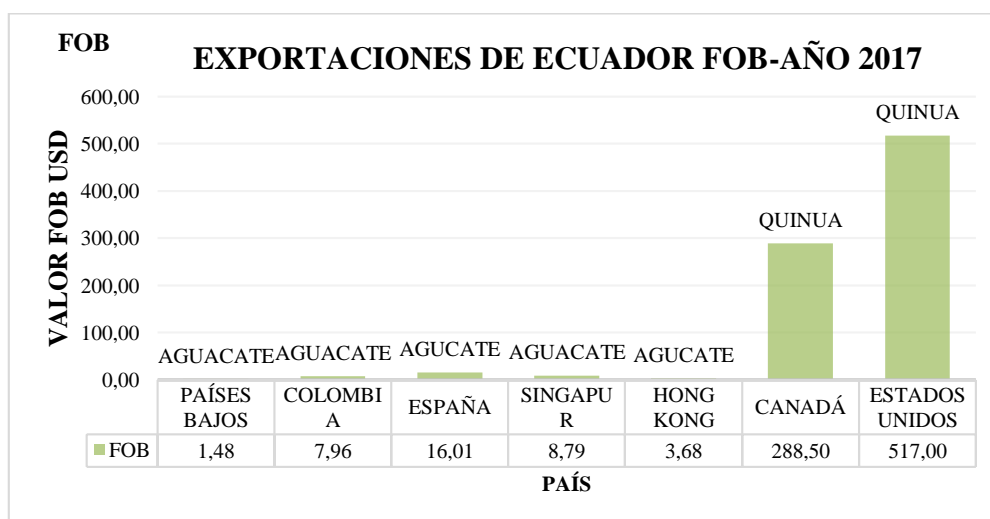 FOB
EXPORTACIONES DE ECUADOR FOB-AÑO 2017
VALOR FOB USD
600,00
500,00
400,00
300,00
200,00
100,00
0,00
AGUACATE
AGUACATE
AGUCATE
AGUACATE
AGUCATE
QUINUA
QUINUA
PAÍSES
BAJOS
COLOMBI
A
ESPAÑA
SINGAPU
R
HONG
KONG
CANADÁ
ESTADOS
UNIDOS
FOB 1,48 7,96 16,01 8,79 3,68 288,50 517,00
PAÍS